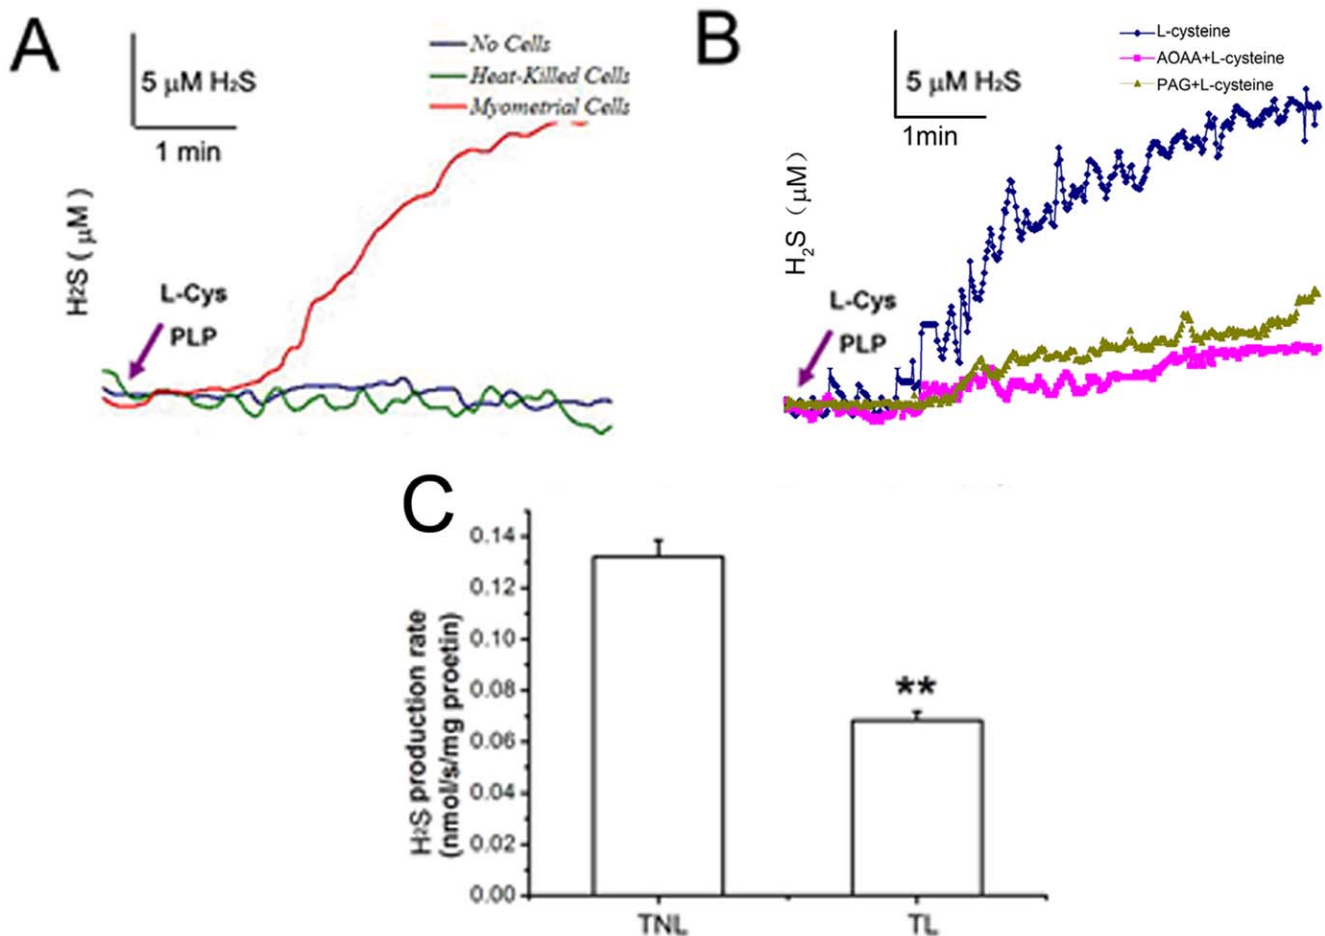 A
5 μM H2S
1 min
No Cells
Heat-Killed Cells
Myometrial Cells
H2S ( μM )
L-Cys
PLP
B
5 μM H2S
1min
L-cysteine
AOAA+L-cysteine
PAG+L-cysteine
H2S (μM)
L-Cys
PLP
C
H2S production rate
(nmol/s/mg proetin)
0.14
0.12
0.10
0.08
0.06
0.04
0.02
0.00
**
TNL
TL